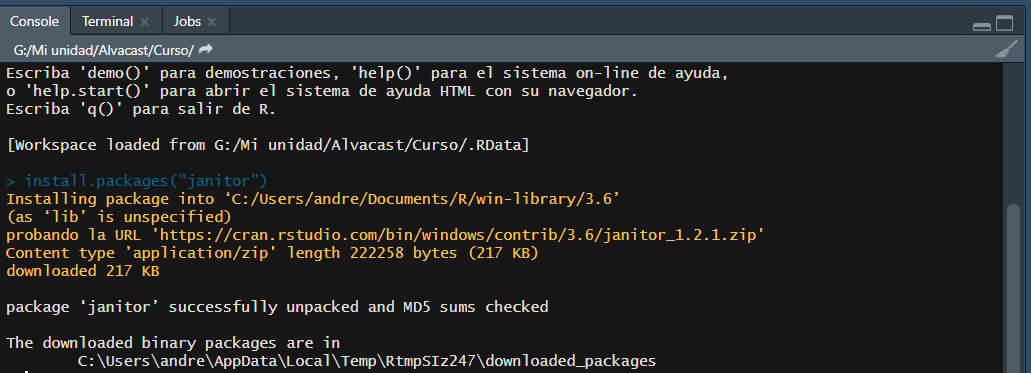 Console Terminal Jobs
G:/Mi unidad/Alvacast/Curso/
Escriba 'demo()' para demostraciones, 'help()' para el sistema on-line de ayuda,
o 'help.start()' para abrir el sistema de ayuda HTML con su navegador.
Escriba 'q()' para salir de R.
[Workspace loaded from G:/Mi unidad/Alvacast/Curso/.RData]
> install.packages("janitor")
Installing package into ‘C:/Users/andre/Documents/R/win-library/3.6’
(as ‘lib’ is unspecified)
probando la URL 'https://cran.rstudio.com/bin/windows/contrib/3.6/janitor_1.2.1.zip'
Content type 'application/zip' length 222258 bytes (217 KB)
downloaded 217 KB
package ‘janitor’ successfully unpacked and MD5 sums checked
The downloaded binary packages are in
C:\Users\andre\AppData\Local\Temp\RtmpSIz247\downloaded_packages